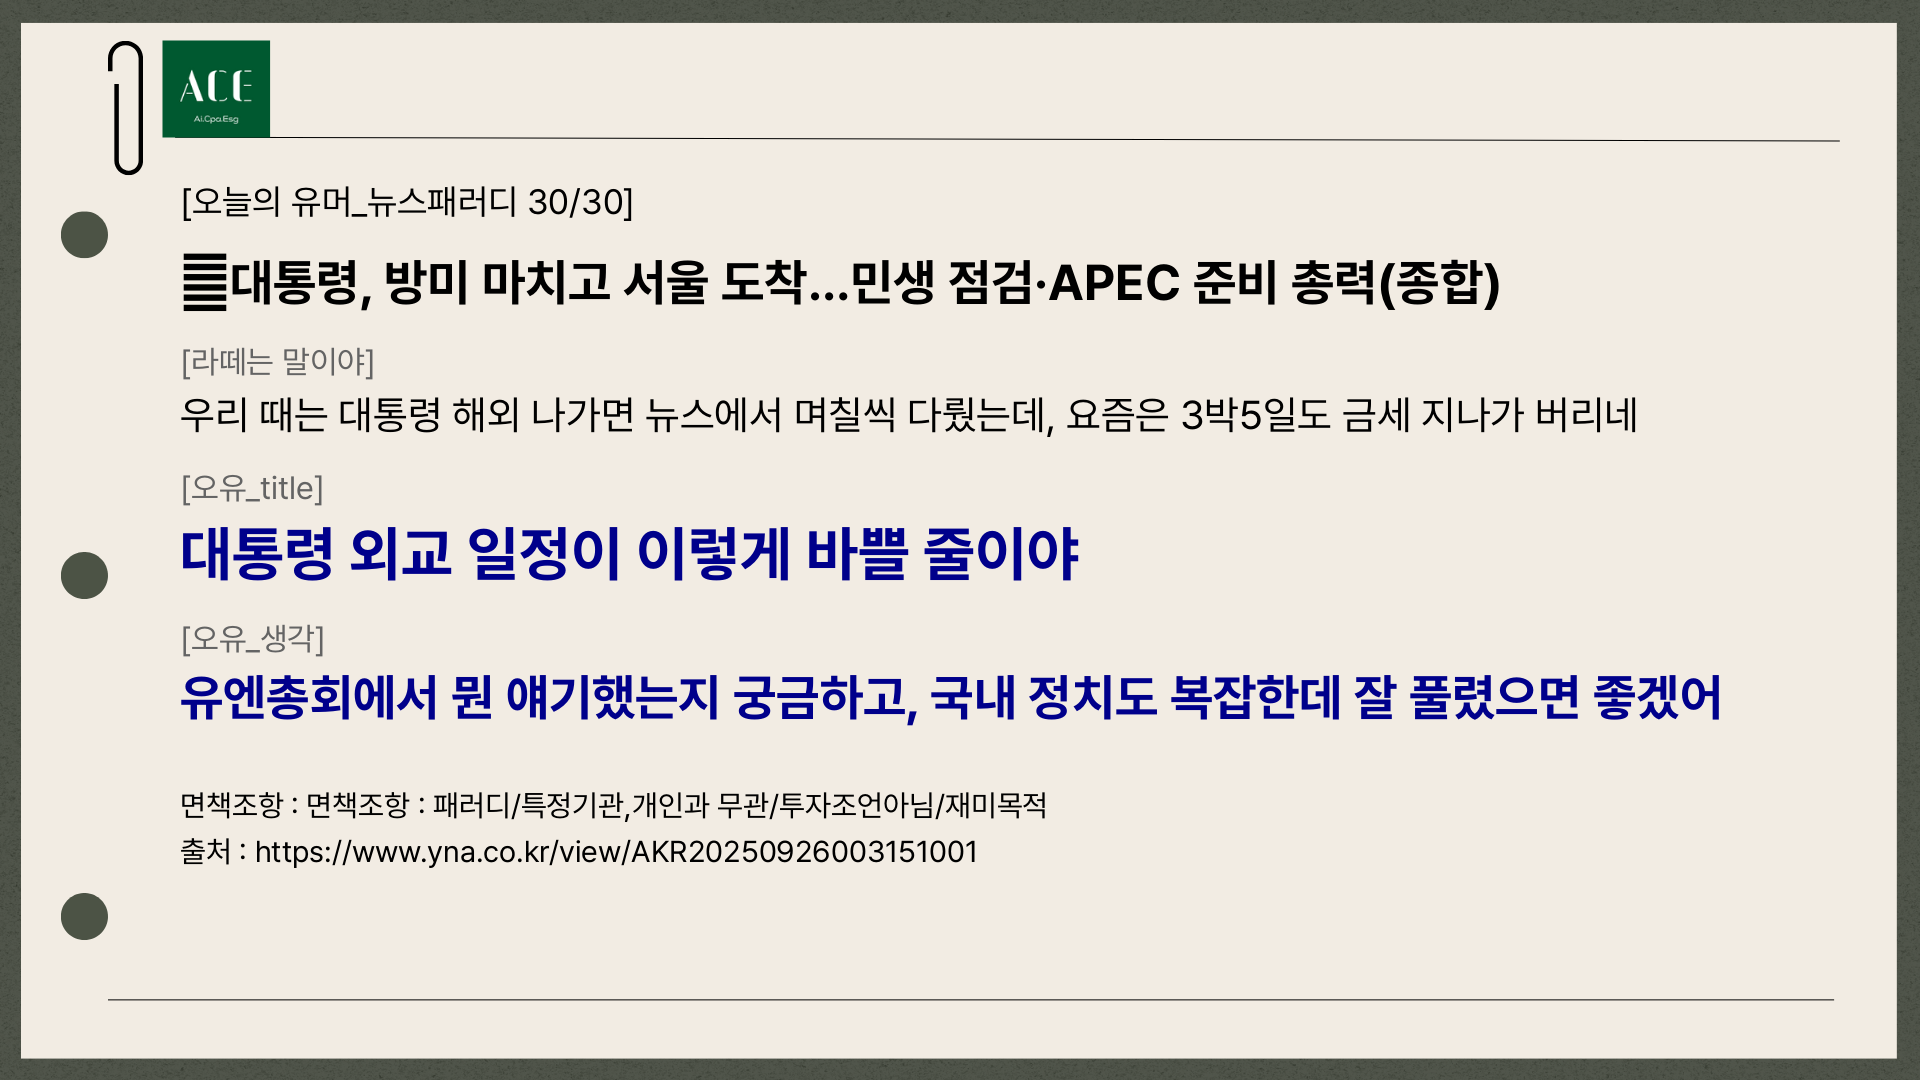 ACE
Ai.Cpa.Esg
[오늘의 유머_뉴스패러디 30/30]
대통령, 방미 마치고 서울 도착...민생 점검·APEC 준비 총력(종합)
[라떼는 말이야]
우리 때는 대통령 해외 나가면 뉴스에서 며칠씩 다뤘는데, 요즘은 3박5일도 금세 지나가 버리네
[오유_title]
대통령 외교 일정이 이렇게 바쁠 줄이야
[오유_생각]
유엔총회에서 뭔 얘기했는지 궁금하고, 국내 정치도 복잡한데 잘 풀렸으면 좋겠어
면책조항 : 면책조항 : 패러디/특정기관,개인과 무관/투자조언아님/재미목적
출처 : https://www.yna.co.kr/view/AKR20250926003151001